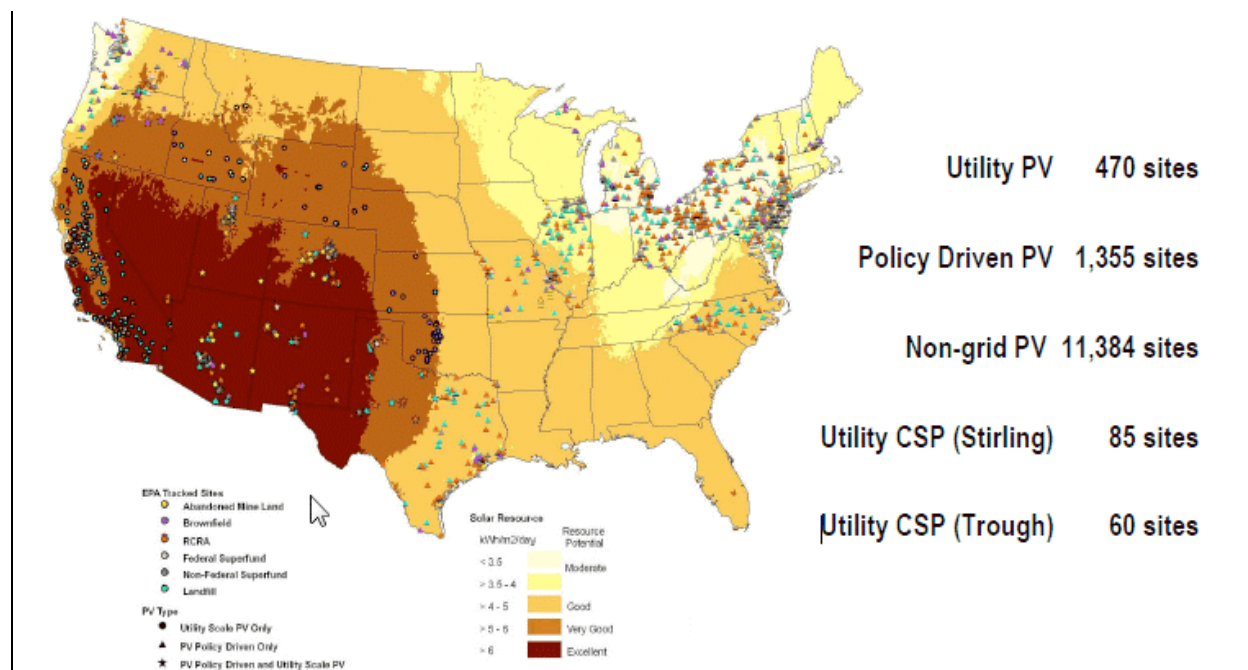 Utility PV 470 sites
Policy Driven PV 1,355 sites
Non-grid PV 11,384 sites
Utility CSP (Stirling) 85 sites
Utility CSP (Trough) 60 sites
EPA Tracked Sites
Abandoned Mine Land
Brownfield
RCRA
Federal Superfund
Non-Federal Superfund
Landfill
PV Type
Utility Scale PV Only
PV Policy Driven Only
PV Policy Driven and Utility Scale PV
Solar Resource
kWh/m2/day Resource Potential
< 3.5 Moderate
> 3.5 - 4
> 4 - 5 Good
> 5 - 6 Very Good
> 6 Excellent